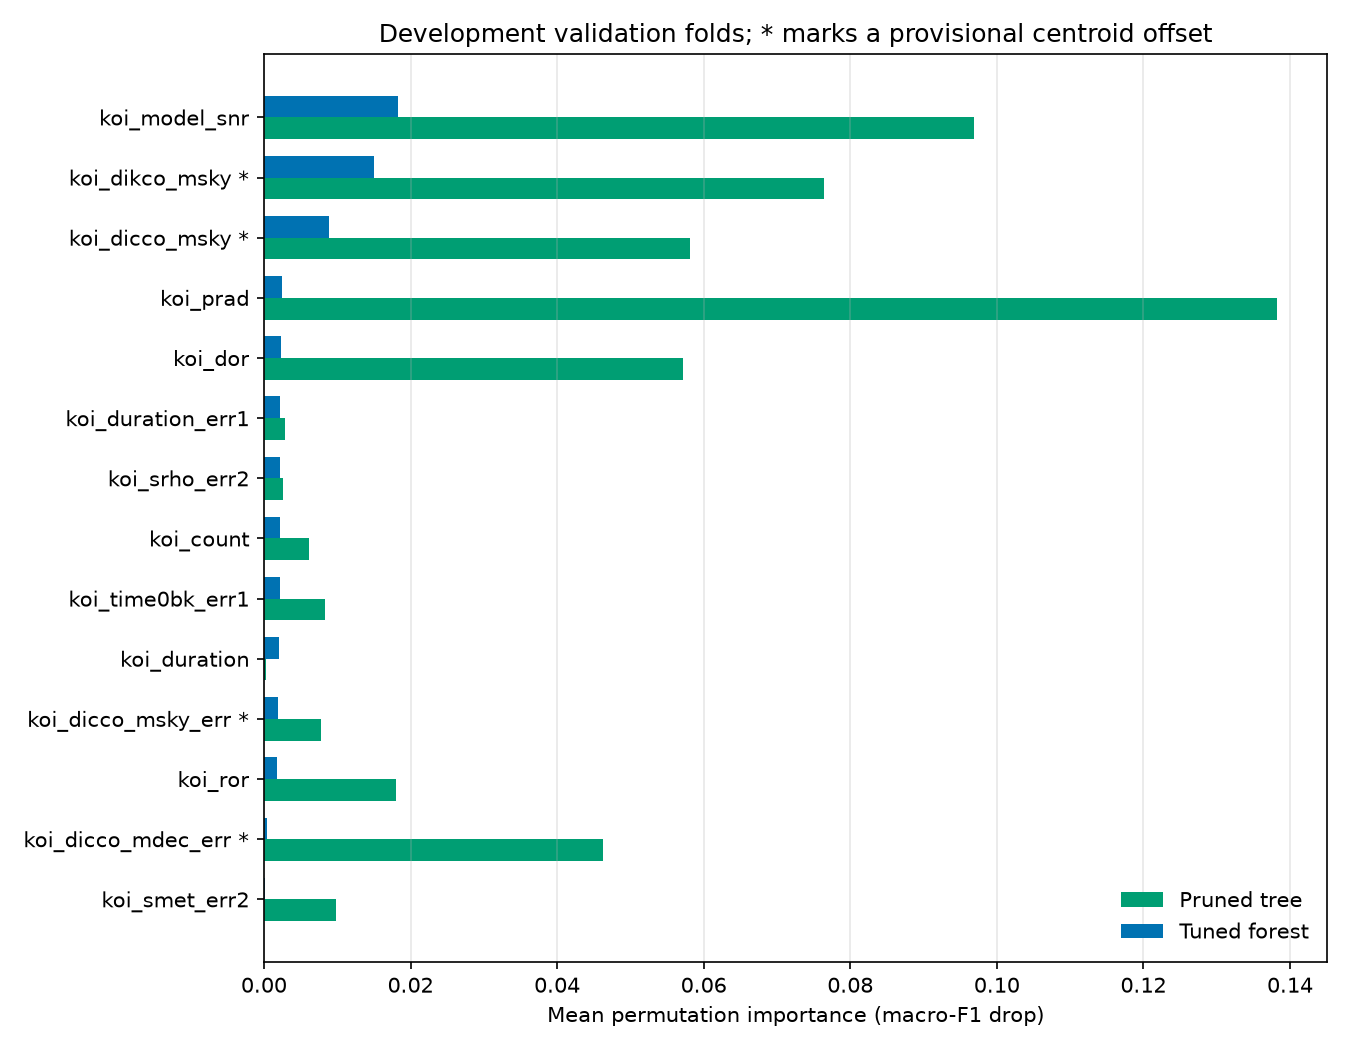 Development validation folds; * marks a provisional centroid offset
koi_model_snr
koi_dikco_msky *
koi_dicco_msky *
koi_prad
koi_dor
koi_duration_err1
koi_srho_err2
koi_count
koi_time0bk_err1
koi_duration
koi_dicco_msky_err *
koi_ror
koi_dicco_mdec_err *
koi_smet_err2
Pruned tree
Tuned forest
0.00 0.02 0.04 0.06 0.08 0.10 0.12 0.14
Mean permutation importance (macro-F1 drop)